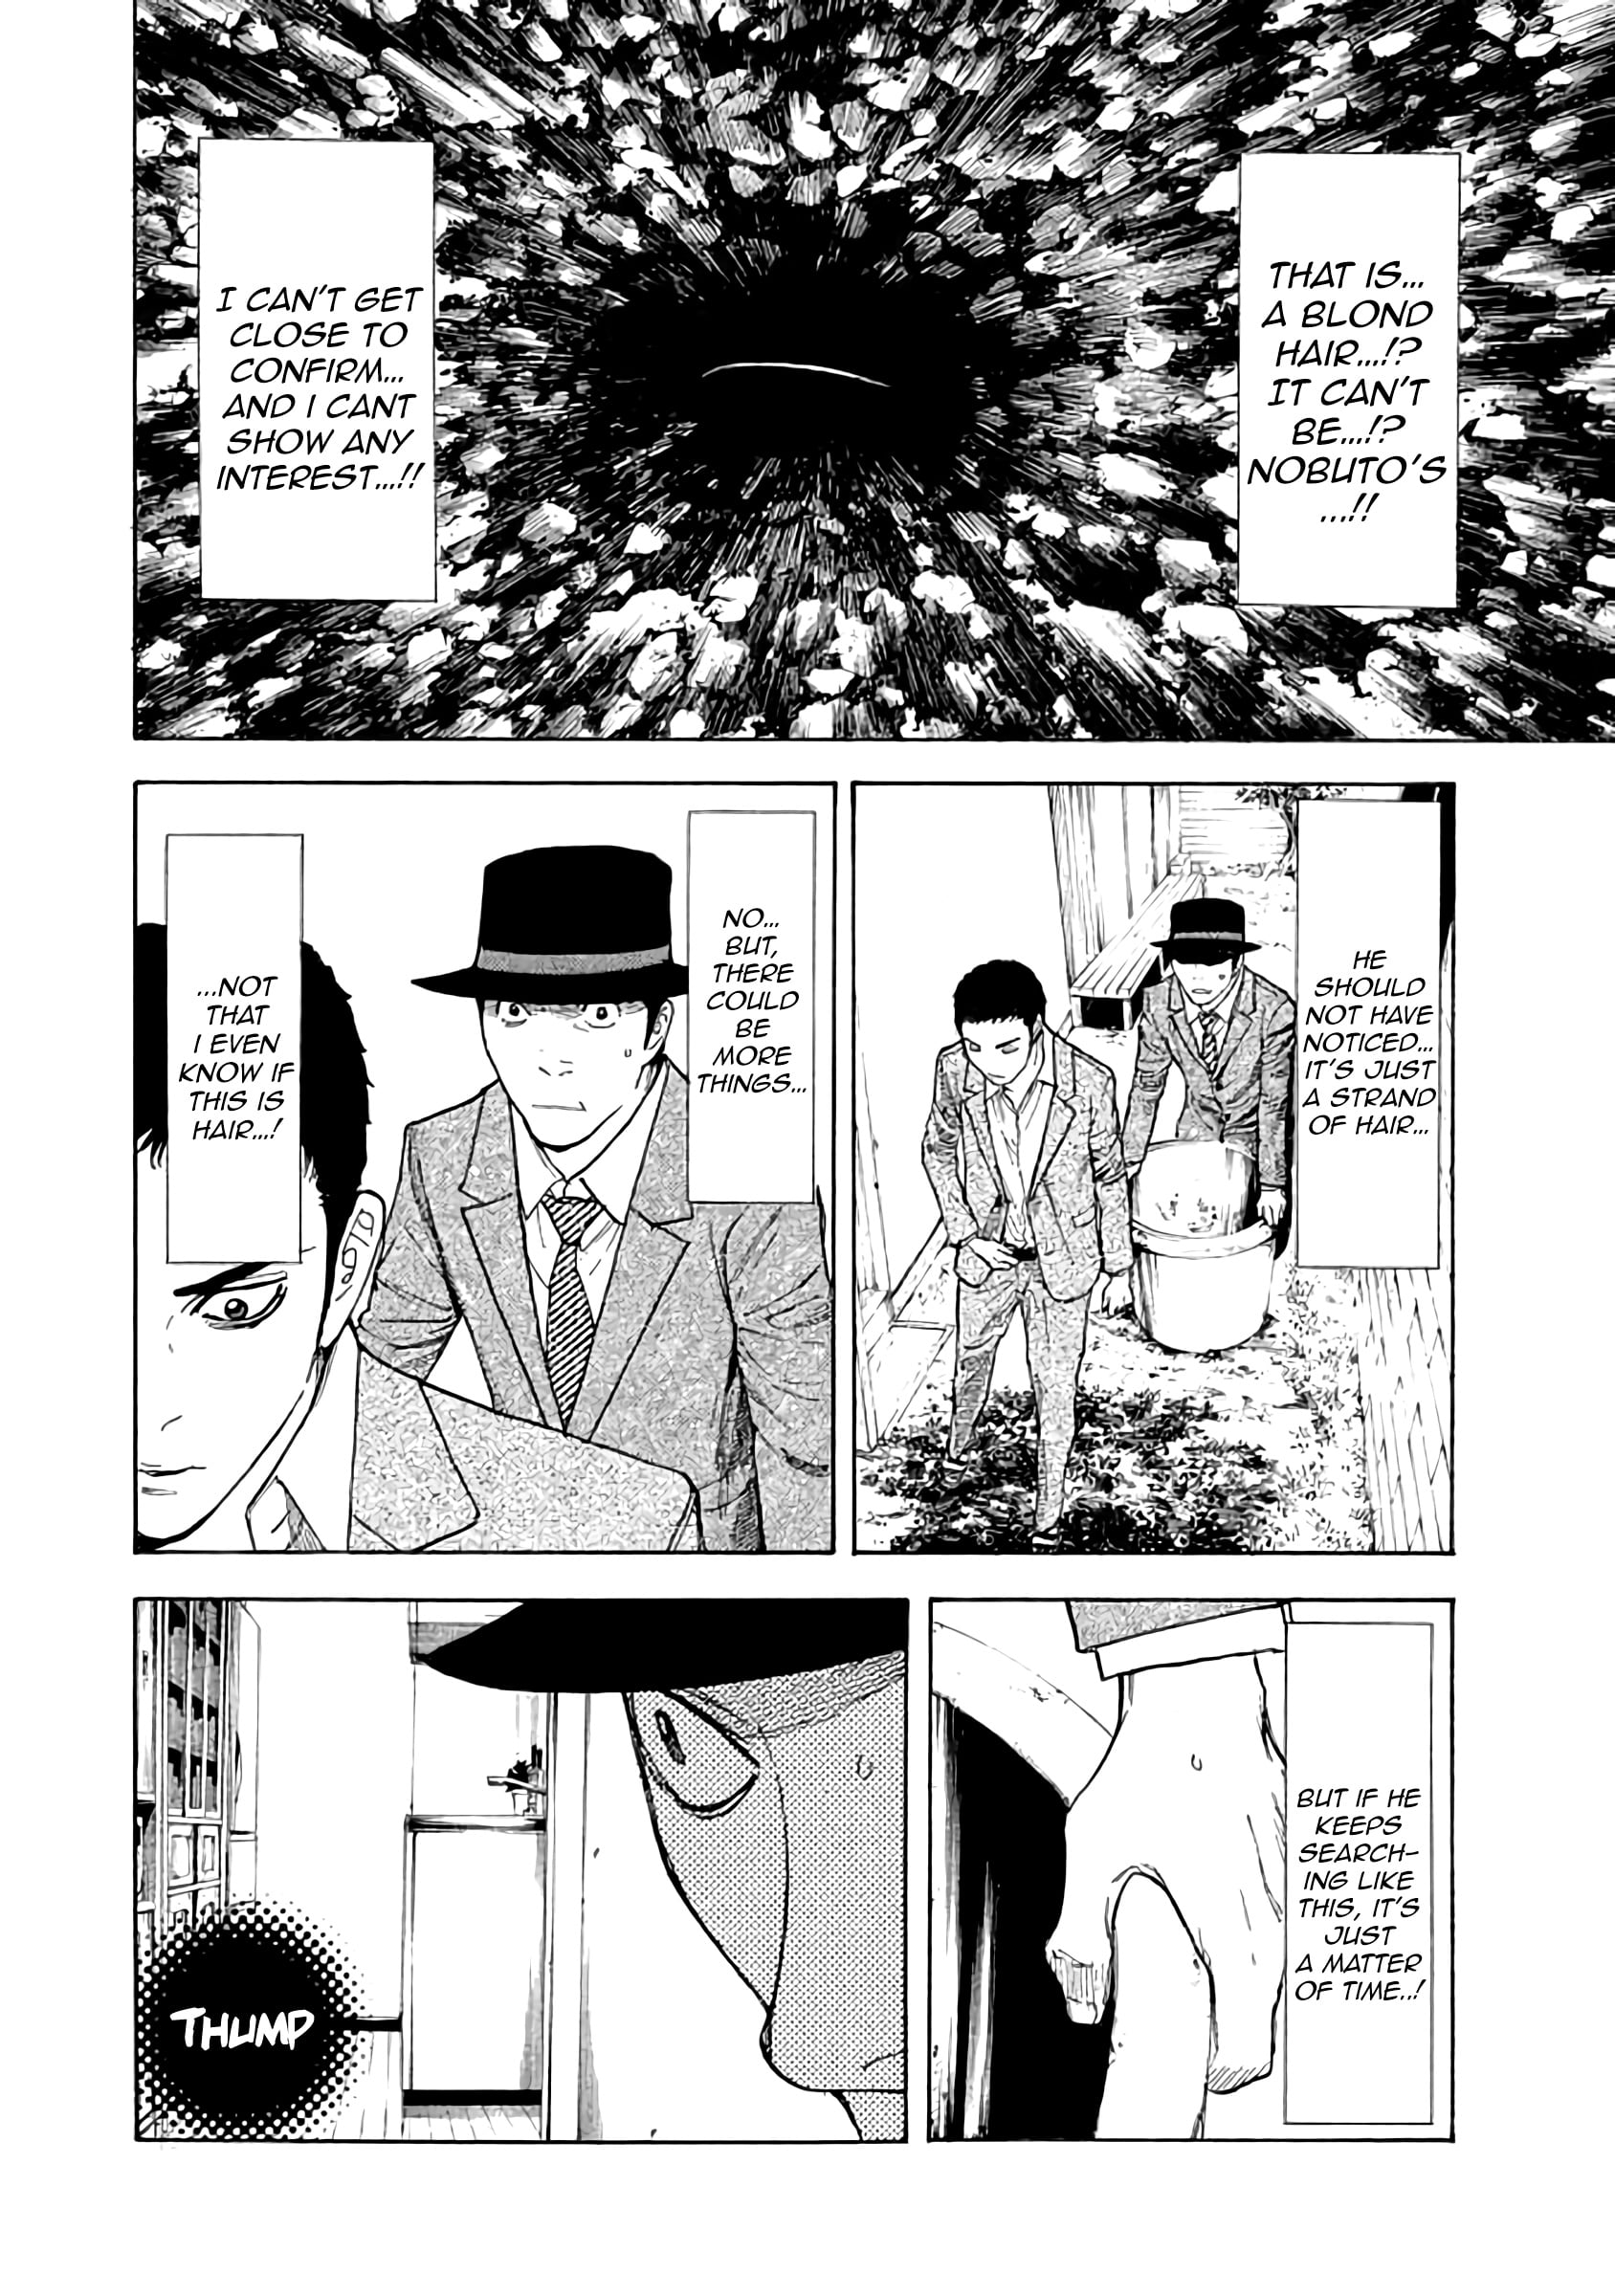 THAT IS...
A BLOND
HAIR...!?
IT CAN'T
BE...!?
NOBUTO'S
...!!
I CAN'T GET
CLOSE TO
CONFIRM...
AND I CANT
SHOW ANY
INTEREST...!!
HE
SHOULD
NOT HAVE
NOTICED...
IT'S JUST
A STRAND
OF HAIR...
NO...
BUT,
THERE
COULD
BE
MORE
THINGS...
...NOT
THAT
I EVEN
KNOW IF
THIS IS
HAIR...!
BUT IF HE
KEEPS
SEARCH-
ING LIKE
THIS, IT'S
JUST
A MATTER
OF TIME...!
THUMP